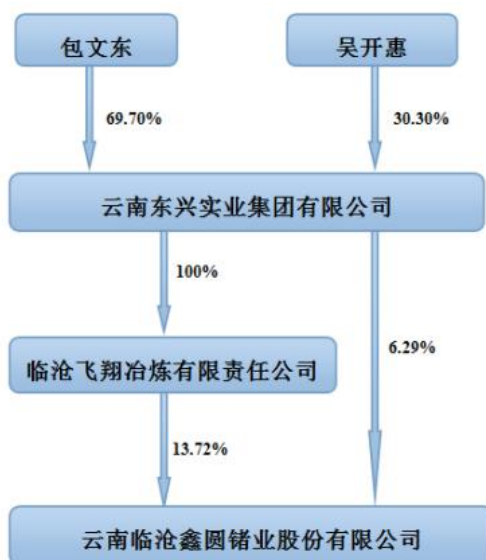 包文东
吴开惠
69.70%
30.30%
云南东兴实业集团有限公司
100%
6.29%
临沧飞翔冶炼有限责任公司
13.72%
云南临沧鑫圆锗业股份有限公司